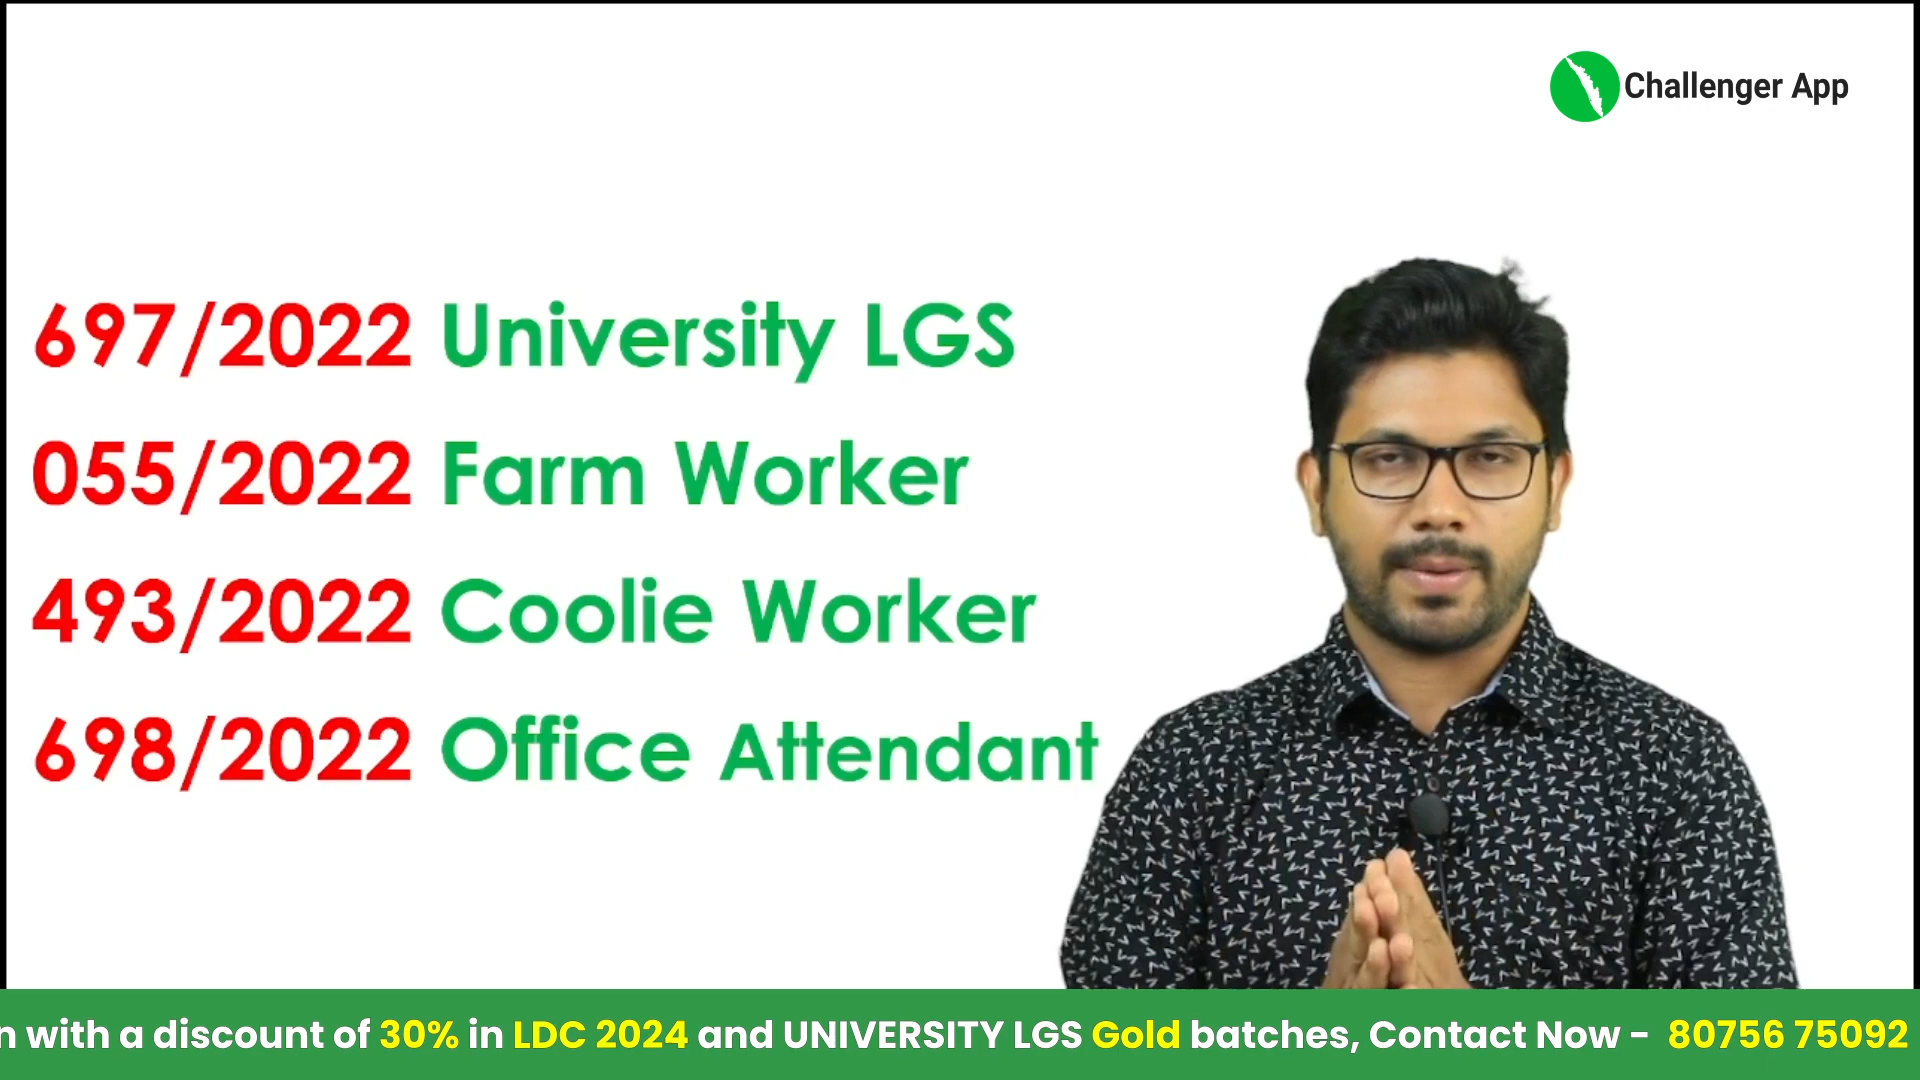 Challenger App
697/2022 University LGS
055/2022 Farm Worker
493/2022 Coolie Worker
698/2022 Office Attendant
n with a discount of 30% in LDC 2024 and UNIVERSITY LGS Gold batches, Contact Now - 80756 75092